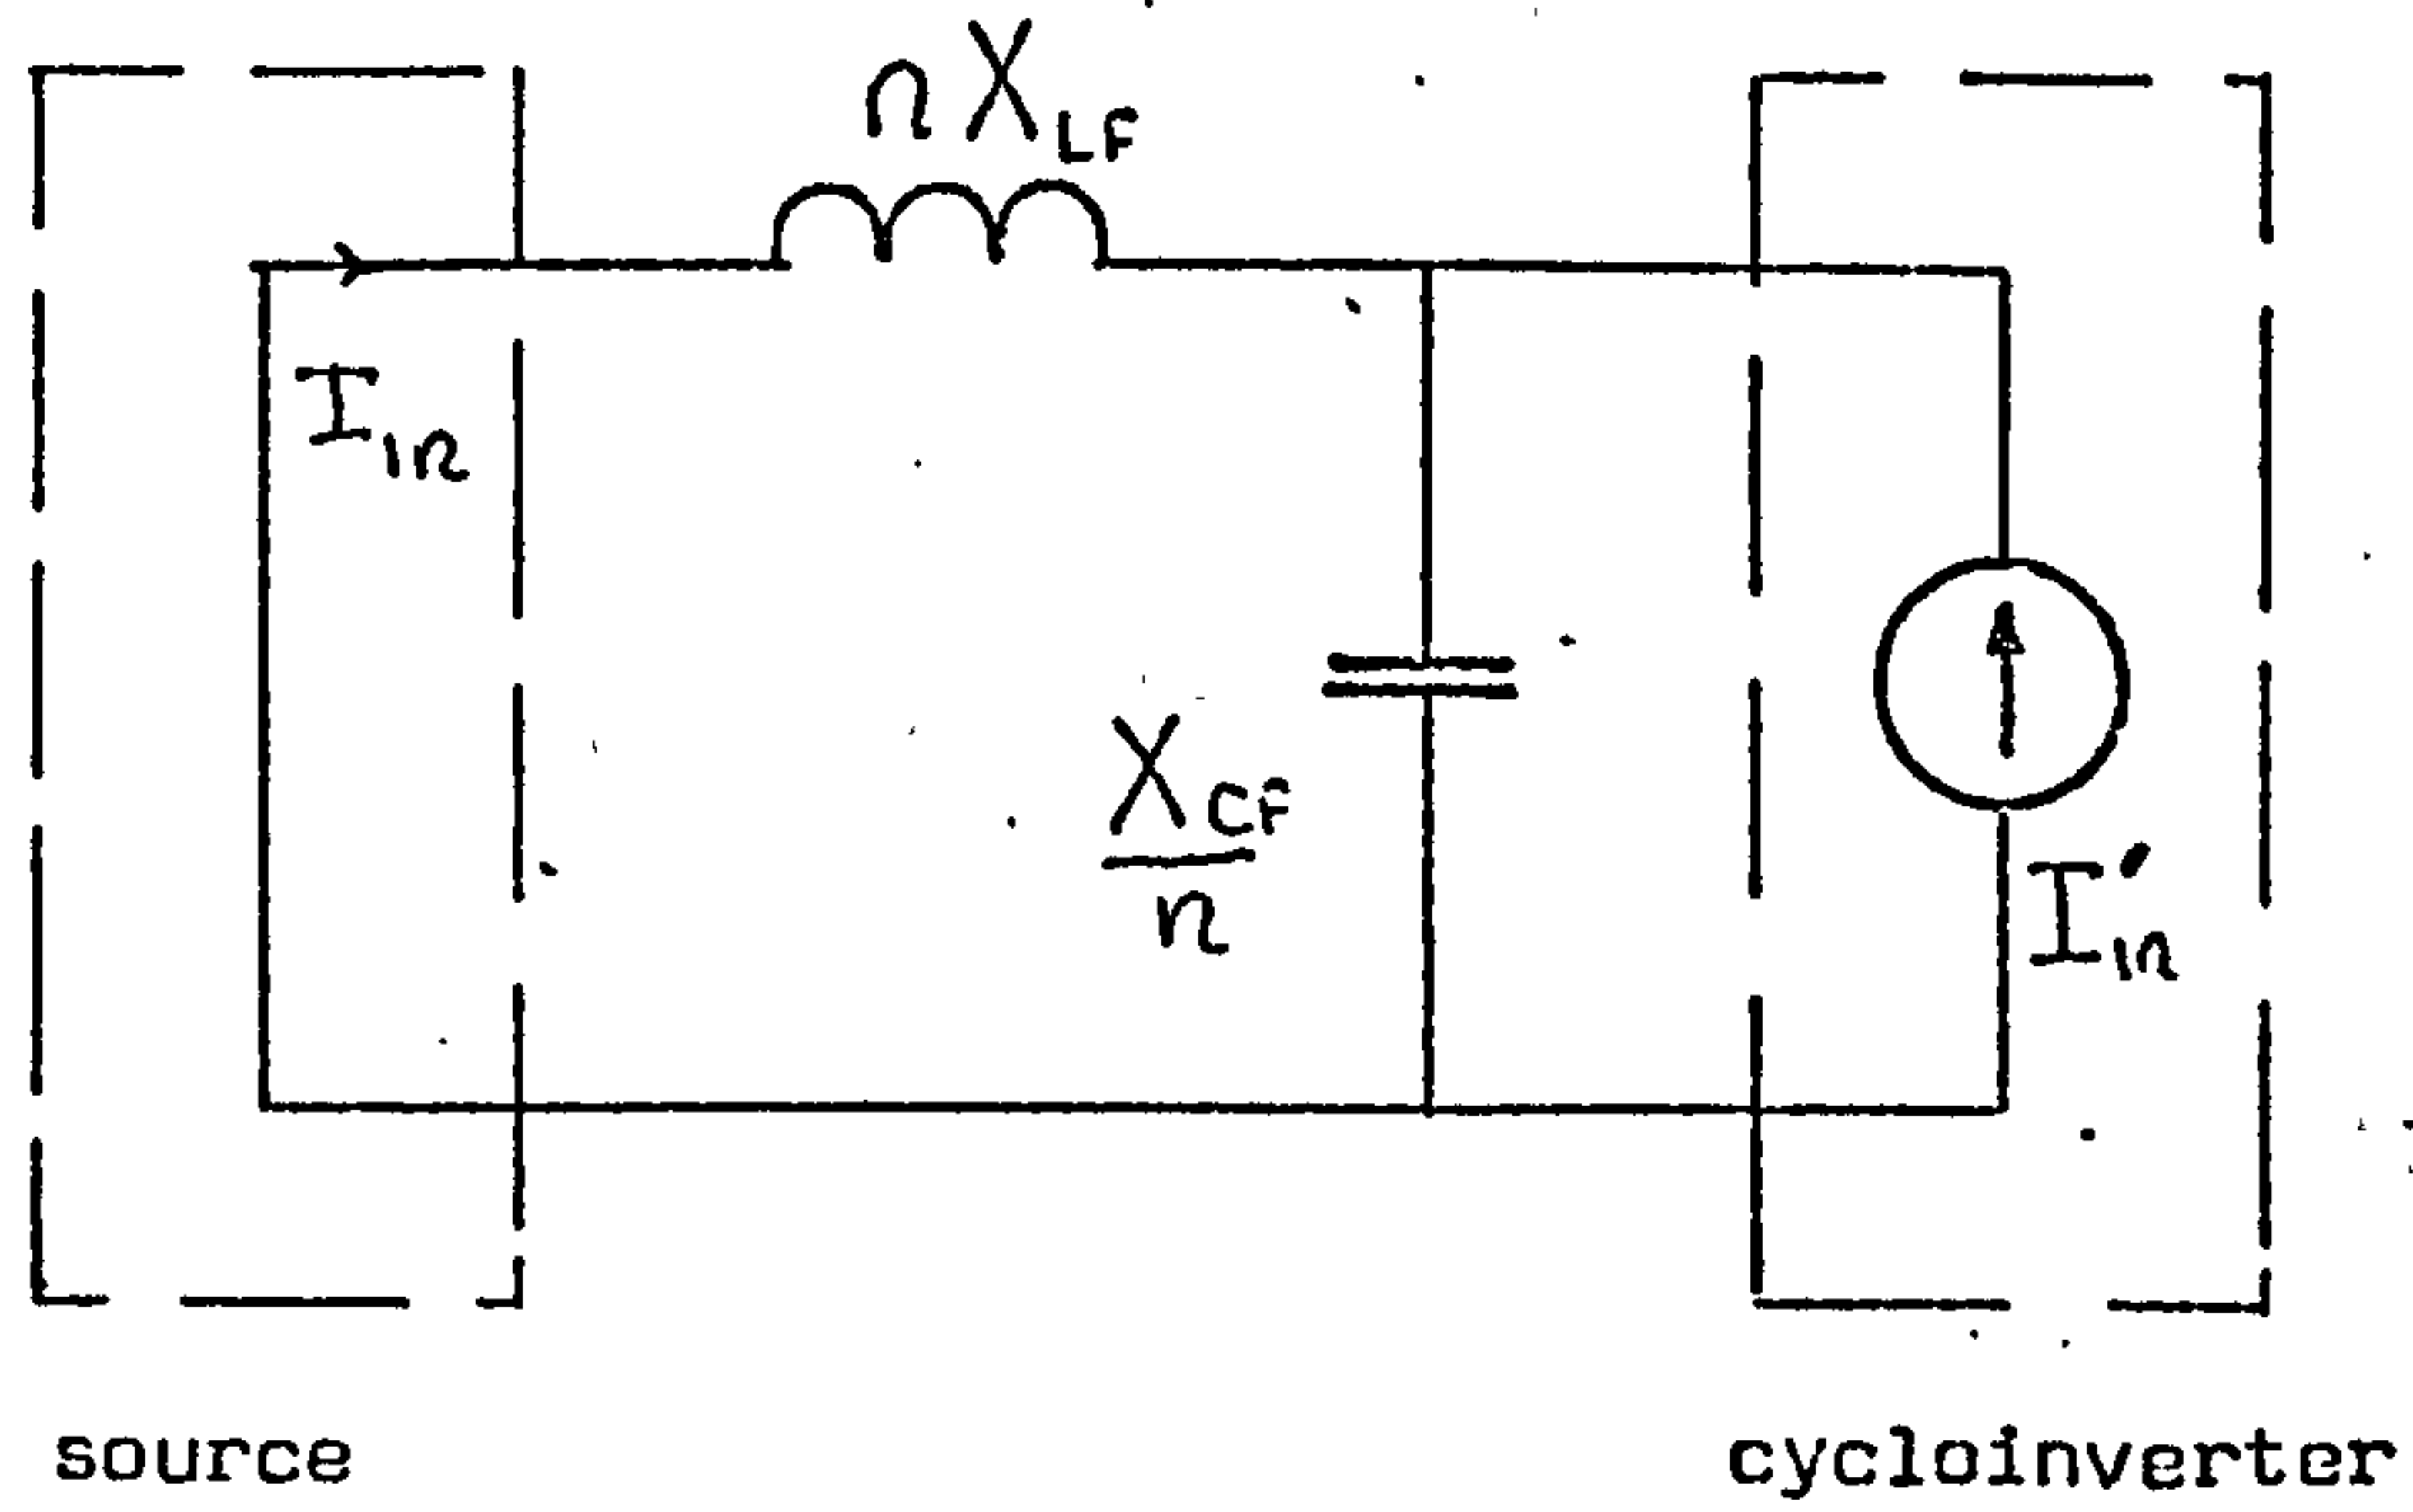 n X_LF
I_1n
X_CF
n
I'_1n
source
cycloinverter